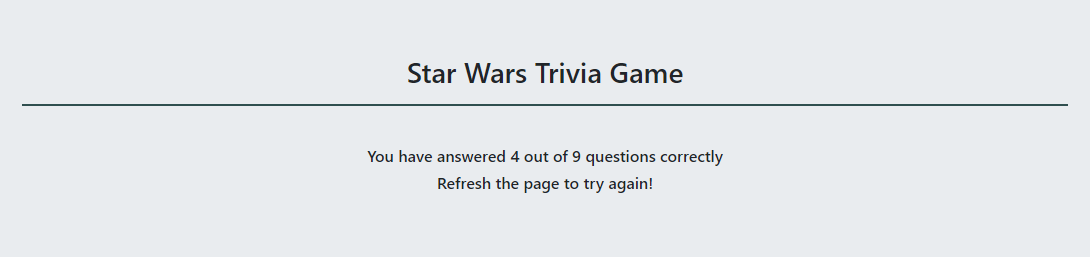 Star Wars Trivia Game
You have answered 4 out of 9 questions correctly
Refresh the page to try again!